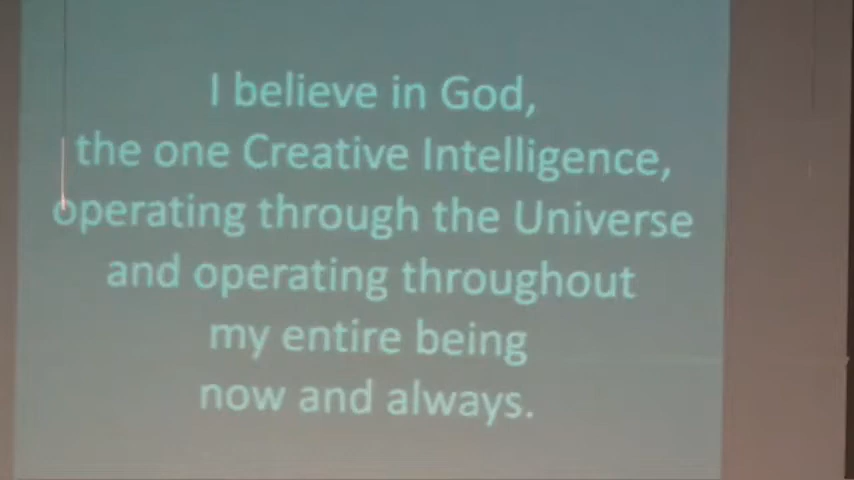 I believe in God,
the one Creative Intelligence,
operating through the Universe
and operating throughout
my entire being
now and always.